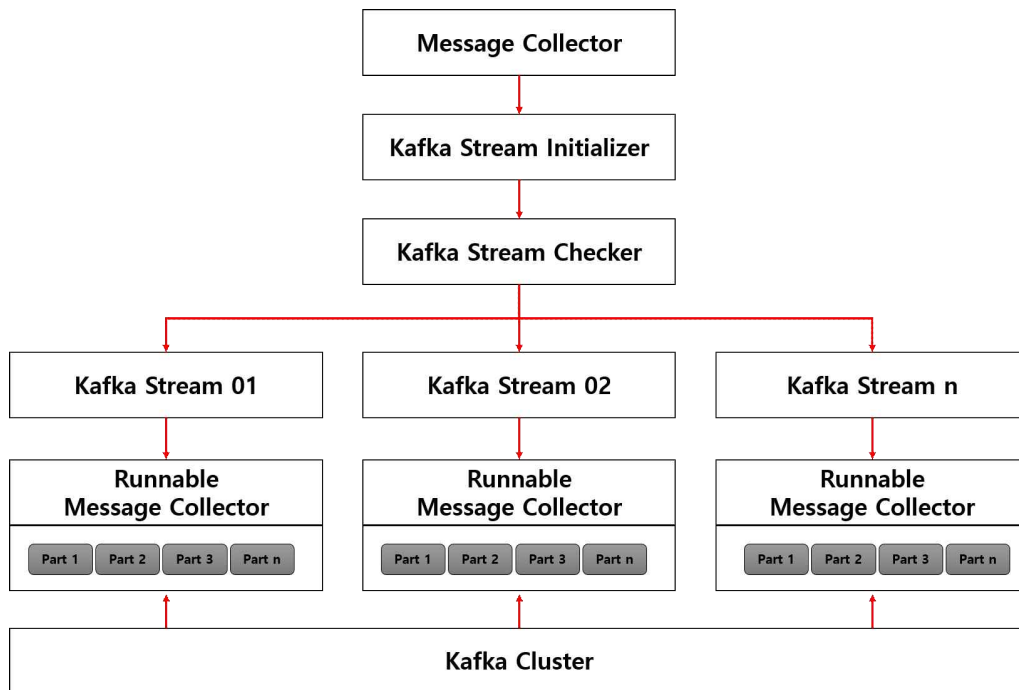 Message Collector
Kafka Stream Initializer
Kafka Stream Checker
Kafka Stream 01
Kafka Stream 02
Kafka Stream n
Runnable
Message Collector
Part 1 Part 2 Part 3 Part n
Runnable
Message Collector
Part 1 Part 2 Part 3 Part n
Runnable
Message Collector
Part 1 Part 2 Part 3 Part n
Kafka Cluster